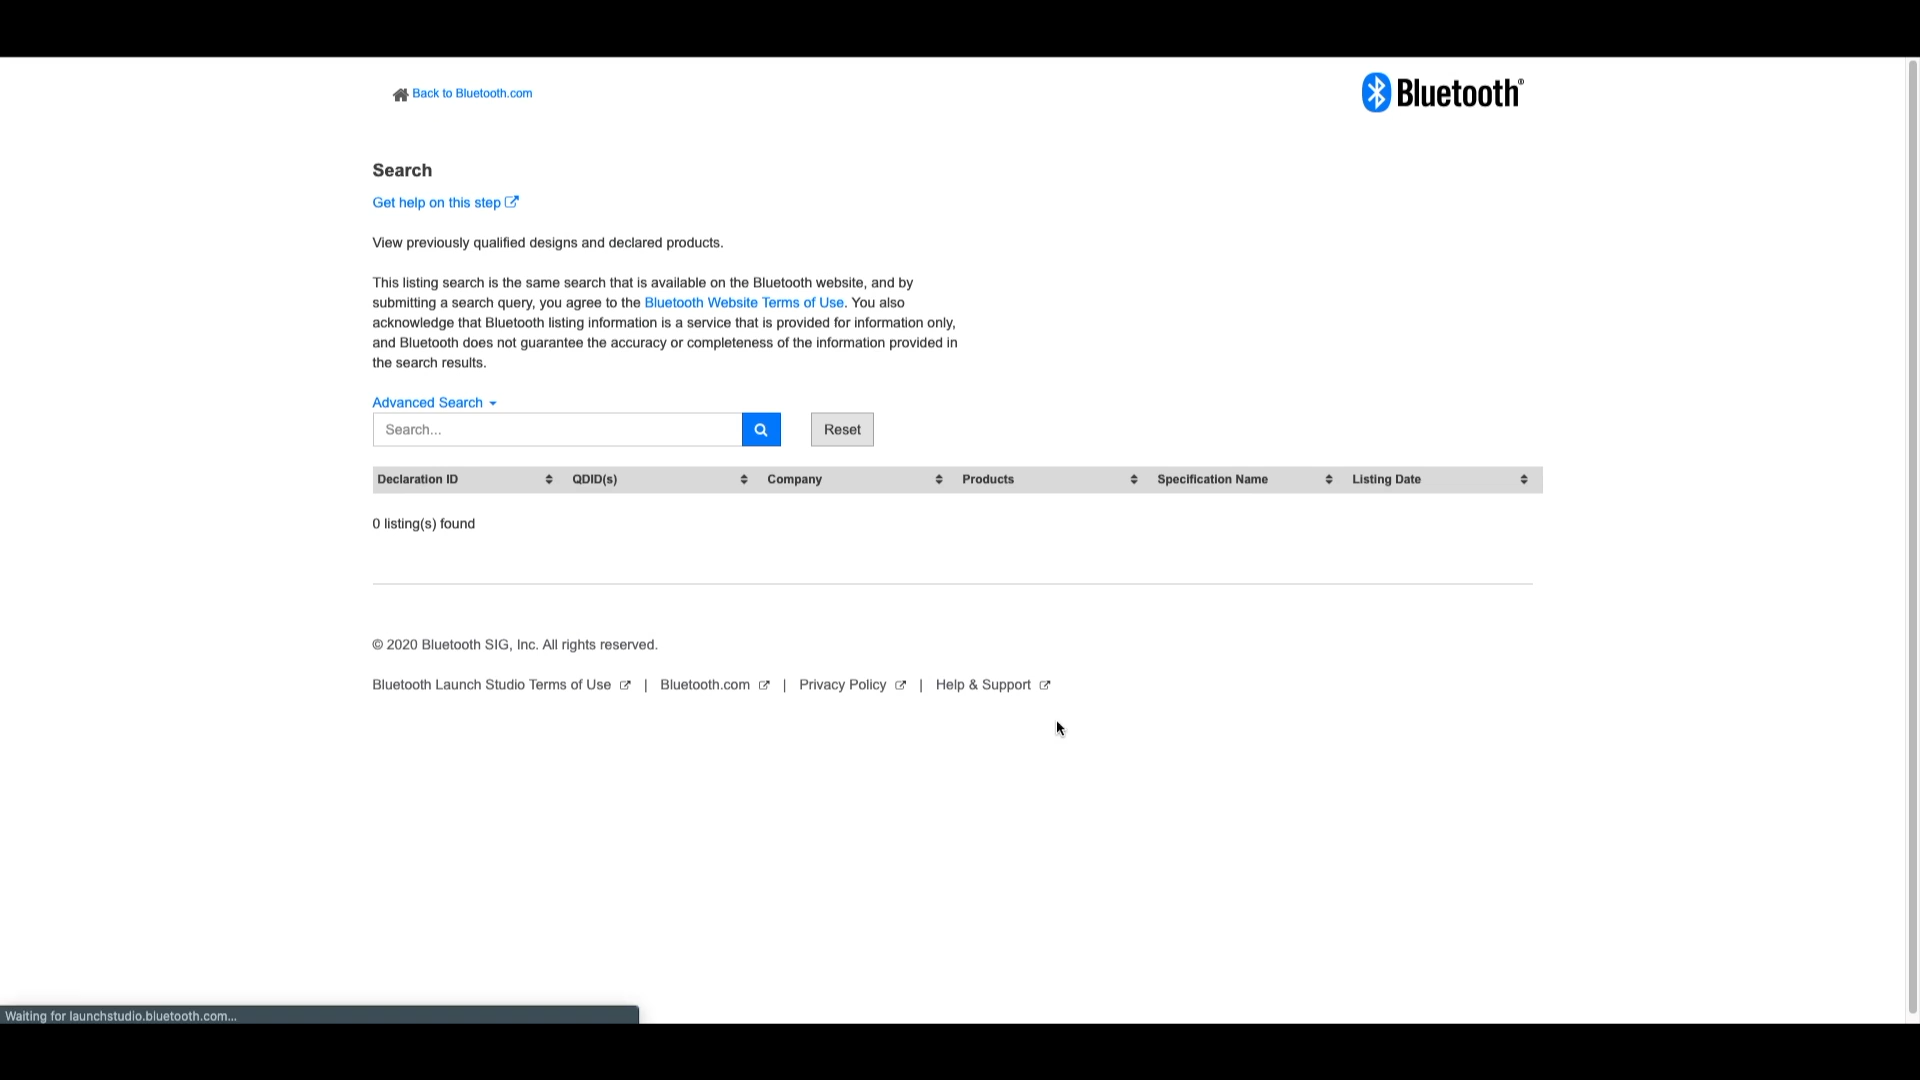 Back to Bluetooth.com
Bluetooth®
Search
Get help on this step
View previously qualified designs and declared products.
This listing search is the same search that is available on the Bluetooth website, and by
submitting a search query, you agree to the Bluetooth Website Terms of Use. You also
acknowledge that Bluetooth listing information is a service that is provided for information only,
and Bluetooth does not guarantee the accuracy or completeness of the information provided in
the search results.
Advanced Search
Search...
Reset
Declaration ID QDID(s) Company Products Specification Name Listing Date
0 listing(s) found
© 2020 Bluetooth SIG, Inc. All rights reserved.
Bluetooth Launch Studio Terms of Use | Bluetooth.com | Privacy Policy | Help & Support
Waiting for launchstudio.bluetooth.com...